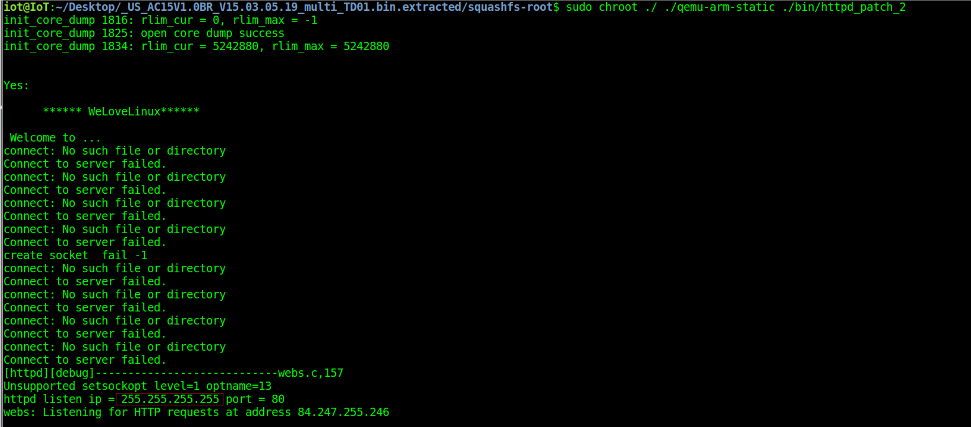 iot@IoT:~/Desktop/_US_AC15V1.0BR_V15.03.05.19_multi_TD01.bin.extracted/squashfs-root$ sudo chroot ./ ./qemu-arm-static ./bin/httpd_patch_2
init_core_dump 1816: rlim_cur = 0, rlim_max = -1
init_core_dump 1825: open core dump success
init_core_dump 1834: rlim_cur = 5242880, rlim_max = 5242880
Yes:
****** WeLoveLinux******
Welcome to ...
connect: No such file or directory
Connect to server failed.
connect: No such file or directory
Connect to server failed.
connect: No such file or directory
Connect to server failed.
connect: No such file or directory
Connect to server failed.
create socket  fail -1
connect: No such file or directory
Connect to server failed.
connect: No such file or directory
Connect to server failed.
connect: No such file or directory
Connect to server failed.
connect: No such file or directory
Connect to server failed.
[httpd][debug]----------------------------webs.c,157
Unsupported setsockopt level=1 optname=13
httpd listen ip = 255.255.255.255 port = 80
webs: Listening for HTTP requests at address 84.247.255.246